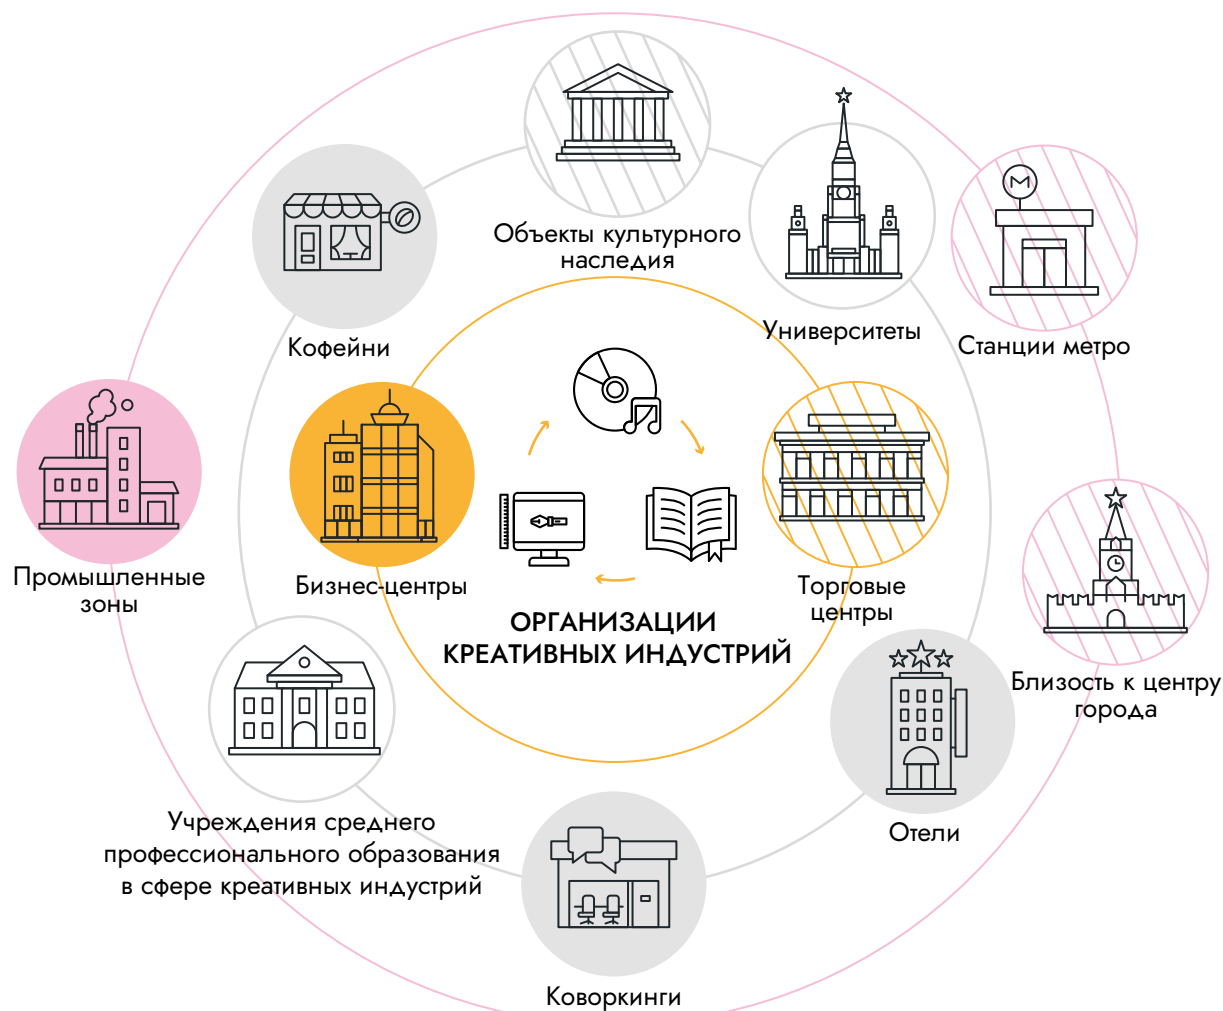 Объекты культурного
наследия
Университеты
Станции метро
Кофейни
Промышленные
зоны
Бизнес-центры
Торговые
центры
ОРГАНИЗАЦИИ
КРЕАТИВНЫХ ИНДУСТРИЙ
Близость к центру
города
Учреждения среднего
профессионального образования
в сфере креативных индустрий
Отели
Коворкинги